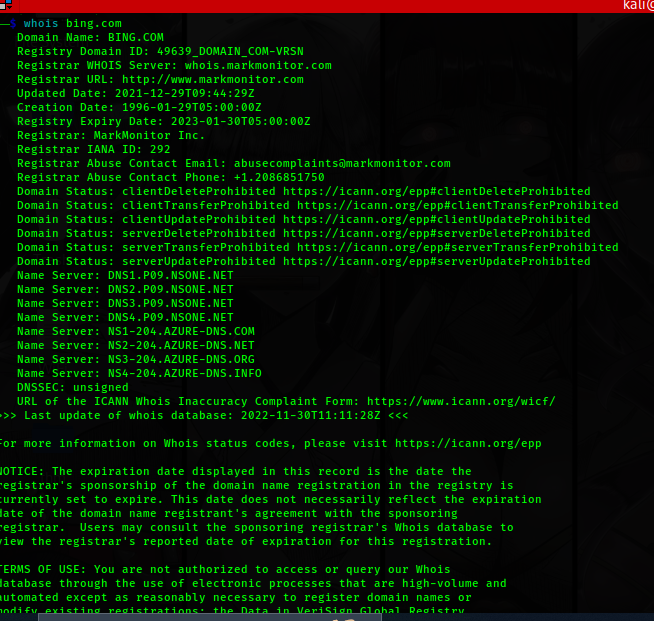 kali@
whois bing.com
Domain Name: BING.COM
Registry Domain ID: 49639_DOMAIN_COM-VRSN
Registrar WHOIS Server: whois.markmonitor.com
Registrar URL: http://www.markmonitor.com
Updated Date: 2021-12-29T09:44:29Z
Creation Date: 1996-01-29T05:00:00Z
Registry Expiry Date: 2023-01-30T05:00:00Z
Registrar: MarkMonitor Inc.
Registrar IANA ID: 292
Registrar Abuse Contact Email: abusecomplaints@markmonitor.com
Registrar Abuse Contact Phone: +1.2086851750
Domain Status: clientDeleteProhibited https://icann.org/epp#clientDeleteProhibited
Domain Status: clientTransferProhibited https://icann.org/epp#clientTransferProhibited
Domain Status: clientUpdateProhibited https://icann.org/epp#clientUpdateProhibited
Domain Status: serverDeleteProhibited https://icann.org/epp#serverDeleteProhibited
Domain Status: serverTransferProhibited https://icann.org/epp#serverTransferProhibited
Domain Status: serverUpdateProhibited https://icann.org/epp#serverUpdateProhibited
Name Server: DNS1.P09.NSONE.NET
Name Server: DNS2.P09.NSONE.NET
Name Server: DNS3.P09.NSONE.NET
Name Server: DNS4.P09.NSONE.NET
Name Server: NS1-204.AZURE-DNS.COM
Name Server: NS2-204.AZURE-DNS.NET
Name Server: NS3-204.AZURE-DNS.ORG
Name Server: NS4-204.AZURE-DNS.INFO
DNSSEC: unsigned
URL of the ICANN Whois Inaccuracy Complaint Form: https://www.icann.org/wicf/
>>> Last update of whois database: 2022-11-30T11:11:28Z <<<
For more information on Whois status codes, please visit https://icann.org/epp
NOTICE: The expiration date displayed in this record is the date the
registrar's sponsorship of the domain name registration in the registry is
currently set to expire. This date does not necessarily reflect the expiration
date of the domain name registrant's agreement with the sponsoring
registrar.  Users may consult the sponsoring registrar's Whois database to
view the registrar's reported date of expiration for this registration.
TERMS OF USE: You are not authorized to access or query our Whois
database through the use of electronic processes that are high-volume and
automated except as reasonably necessary to register domain names or
modify existing registrations; the Data in VeriSign Global Registry